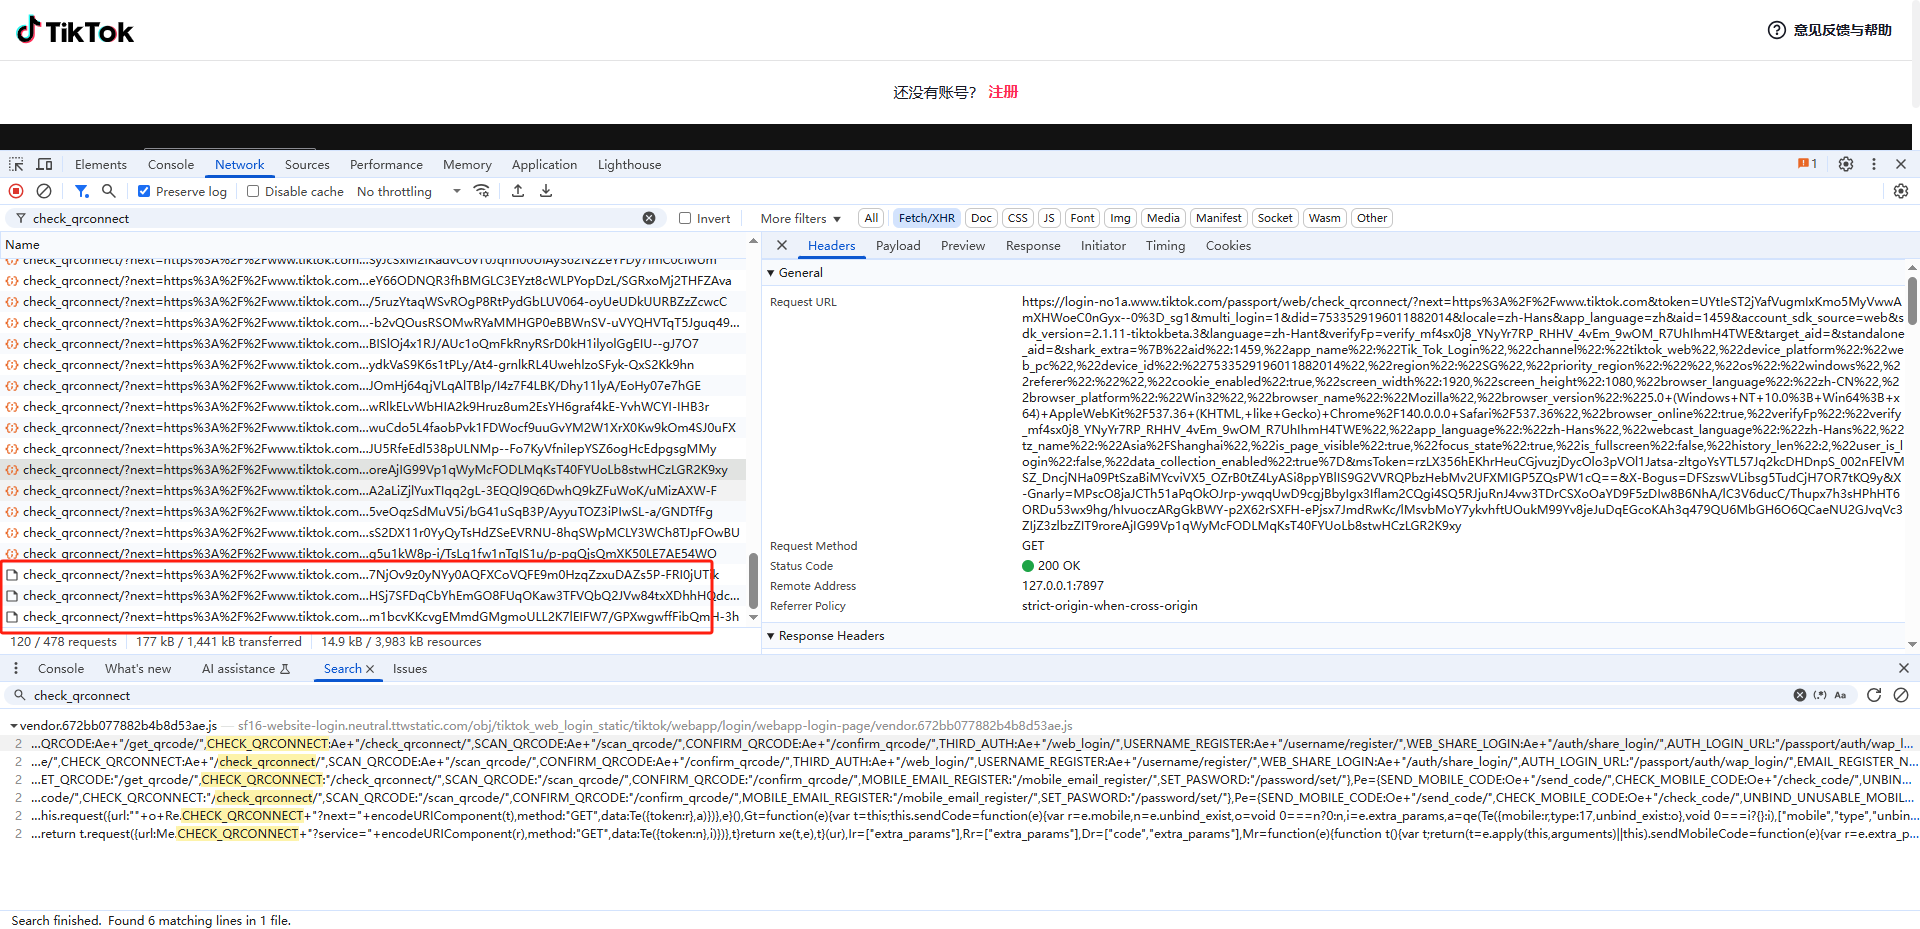 TikTok
意见反馈与帮助
还没有账号? 注册
Elements Console Network Sources Performance Memory Application Lighthouse 1
Preserve log Disable cache No throttling
check_qrconnect Invert More filters All Fetch/XHR Doc CSS JS Font Img Media Manifest Socket Wasm Other
Name
check_qrconnect/?next=https%3A%2F%2Fwww.tiktok.com...eY66ODNQR3fhBMGLC3EYzt8cWLPYopDzL/SGRxoMj2THFZAva
check_qrconnect/?next=https%3A%2F%2Fwww.tiktok.com.../5ruzYtaqWSvROgP8RtPydGbLUV064-oyUeUDkUURBZzZcwcC
check_qrconnect/?next=https%3A%2F%2Fwww.tiktok.com...-b2vQOusRSOMwRYaMMHGP0eBBWnSV-uVYQHVTqT5Jguq49...
check_qrconnect/?next=https%3A%2F%2Fwww.tiktok.com...BISlOj4x1RJ/AUc1oQmFkRnyRSrD0kH1ilyolGgEIU--gJ7O7
check_qrconnect/?next=https%3A%2F%2Fwww.tiktok.com...ydkVaS9K6s1tPLy/At4-grnlkRL4UwehlzoSFyk-QxS2Kk9hn
check_qrconnect/?next=https%3A%2F%2Fwww.tiktok.com...JOmHj64qjVLqAlTBlp/I4z7F4LBK/Dhy11lyA/EoHy07e7hGE
check_qrconnect/?next=https%3A%2F%2Fwww.tiktok.com...wRlkELvWbHIA2k9Hruz8um2EsYH6graf4kE-YvhWCYI-IHB3r
check_qrconnect/?next=https%3A%2F%2Fwww.tiktok.com...wuCdo5L4faobPvk1FDWocf9uuGvYM2W1XrX0Kw9kOm4SJ0uFX
check_qrconnect/?next=https%3A%2F%2Fwww.tiktok.com...JU5RfeEdl538pULNMp--Fo7KyVfnilepYSZ6ogHcEdpgsgMMy
check_qrconnect/?next=https%3A%2F%2Fwww.tiktok.com...oreAjIG99Vp1qWyMcFODLMqKsT40FYUoLb8stwHCzLGR2K9xy
check_qrconnect/?next=https%3A%2F%2Fwww.tiktok.com...A2aLiZjlYuxTIqq2gL-3EQQl9Q6DwhQ9kZFuWoK/uMizAXW-F
check_qrconnect/?next=https%3A%2F%2Fwww.tiktok.com...5veOqzSdMuV5i/bG41uSqB3P/AyyuTOZ3iPIwSL-a/GNDTfFg
check_qrconnect/?next=https%3A%2F%2Fwww.tiktok.com...sS2DX11r0YyQyTsHdZSeEVRNU-8hqSWpMCLY3WCh8TJpFOwBU
check_qrconnect/?next=https%3A%2F%2Fwww.tiktok.com...g5u1kW8p-i/TsLq1fw1nTgIS1u/p-pqQjsQmXK50LE7AE54WO
check_qrconnect/?next=https%3A%2F%2Fwww.tiktok.com...7NjOv9z0yNYy0AQFXCoVQFE9m0HzqZzxuDAZs5P-FRI0jUTik
check_qrconnect/?next=https%3A%2F%2Fwww.tiktok.com...HSj7SFDqCbYhEmGO8FUqOKaw3TFVQbQ2JVw84txXDhhHQdc...
check_qrconnect/?next=https%3A%2F%2Fwww.tiktok.com...m1bcvKKcvgEMmdGMgmoULL2K7lEIFW7/GPXwgwffFibQmH-3h
120 / 478 requests 177 kB / 1,441 kB transferred 14.9 kB / 3,983 kB resources
Headers Payload Preview Response Initiator Timing Cookies
General
Request URL
https://login-no1a.www.tiktok.com/passport/web/check_qrconnect/?next=https%3A%2F%2Fwww.tiktok.com&token=UYtIeST2jYafVugmIxKmo5MyVwwA
mXHWoeC0nGyx--0%3D_sg1&multi_login=1&did=7533529196011882014&locale=zh-Hans&app_language=zh&aid=1459&account_sdk_source=web&s
dk_version=2.1.11-tiktokbeta.3&language=zh-Hant&verifyFp=verify_mf4sx0j8_YNyYr7RP_RHHV_4vEm_9wOM_R7UhIhmH4TWE&target_aid=&standalone
_aid=&shark_extra=%7B%22aid%22:1459,%22app_name%22:%22Tik_Tok_Login%22,%22channel%22:%22tiktok_web%22,%22device_platform%22:%22we
b_pc%22,%22device_id%22:%227533529196011882014%22,%22region%22:%22SG%22,%22priority_region%22:%22%22,%22os%22:%22windows%22,%22
referer%22:%22%22,%22cookie_enabled%22:true,%22screen_width%22:1920,%22screen_height%22:1080,%22browser_language%22:%22zh-CN%22,%2
2browser_platform%22:%22Win32%22,%22browser_name%22:%22Mozilla%22,%22browser_version%22:%225.0+(Windows+NT+10.0%3B+Win64%3B+x
64)+AppleWebKit%2F537.36+(KHTML,+like+Gecko)+Chrome%2F140.0.0.0+Safari%2F537.36%22,%22browser_online%22:true,%22verifyFp%22:%22verify
_mf4sx0j8_YNyYr7RP_RHHV_4vEm_9wOM_R7UhIhmH4TWE%22,%22app_language%22:%22zh-Hans%22,%22webcast_language%22:%22zh-Hans%22,%22
tz_name%22:%22Asia%2FShanghai%22,%22is_page_visible%22:true,%22focus_state%22:true,%22is_fullscreen%22:false,%22history_len%22:2,%22user_is_l
ogin%22:false,%22data_collection_enabled%22:true%7D&msToken=rzLX356hEKhrHeuCGjvuzjDycOlo3pVOl1Jatsa-zltgoYsYTL57Jq2kcDHDnpS_002nFElVM
SZ_DncjNHa09PtSzaBiMYcviVX5_OZrB0tZ4LyASi8ppYBlIS9G2VVRQPbzHebMv2UFXMIGP5ZQsPW1cQ==&X-Bogus=DFSzswVLibsg5TudCjH7OR7tKQ9y&X
-Gnarly=MPscO8jaJCTh51aPqOkOJrp-ywqqUwD9cgjBbyIgx3Iflam2CQgi4SQ5RJjuRnJ4vw3TDrCSXoOaYD9F5zDIw8B6NhA/lC3V6ducC/Thupx7h3sHPhHT6
ORDu53wx9hg/hIvuoczARgGkBWY-p2X62rSXFH-ePjsx7JmdRwKc/lMsvbMoY7ykvhftUOukM99Yv8jeJuDqEGcoKAh3q479QU6MbGH6O6QCaeNU2GJvqVc3
ZIjZ3zlbzZIT9roreAjIG99Vp1qWyMcFODLMqKsT40FYUoLb8stwHCzLGR2K9xy
Request Method GET
Status Code 200 OK
Remote Address 127.0.0.1:7897
Referrer Policy strict-origin-when-cross-origin
Response Headers
Console What's new AI assistance Search Issues
check_qrconnect (.*) Aa
vendor.672bb077882b4b8d53ae.js — sf16-website-login.neutral.ttwstatic.com/obj/tiktok_web_login_static/tiktok/webapp/login/webapp-login-page/vendor.672bb077882b4b8d53ae.js
2 ...QRCODE:Ae+"/get_qrcode/",CHECK_QRCONNECT:Ae+"/check_qrconnect/",SCAN_QRCODE:Ae+"/scan_qrcode/",CONFIRM_QRCODE:Ae+"/confirm_qrcode/",THIRD_AUTH:Ae+"/web_login/",USERNAME_REGISTER:Ae+"/username/register/",WEB_SHARE_LOGIN:Ae+"/auth/share_login/",AUTH_LOGIN_URL:"/passport/auth/wap_l...
2 ...e/",CHECK_QRCONNECT:Ae+"/check_qrconnect/",SCAN_QRCODE:Ae+"/scan_qrcode/",CONFIRM_QRCODE:Ae+"/confirm_qrcode/",THIRD_AUTH:Ae+"/web_login/",USERNAME_REGISTER:Ae+"/username/register/",WEB_SHARE_LOGIN:Ae+"/auth/share_login/",AUTH_LOGIN_URL:"/passport/auth/wap_login/",EMAIL_REGISTER_N...
2 ...ET_QRCODE:"/get_qrcode/",CHECK_QRCONNECT:"/check_qrconnect/",SCAN_QRCODE:"/scan_qrcode/",CONFIRM_QRCODE:"/confirm_qrcode/",MOBILE_EMAIL_REGISTER:"/mobile_email_register/",SET_PASWORD:"/password/set/"},Pe={SEND_MOBILE_CODE:Oe+"/send_code/",CHECK_MOBILE_CODE:Oe+"/check_code/",UNBIN...
2 ...code/",CHECK_QRCONNECT:"/check_qrconnect/",SCAN_QRCODE:"/scan_qrcode/",CONFIRM_QRCODE:"/confirm_qrcode/",MOBILE_EMAIL_REGISTER:"/mobile_email_register/",SET_PASWORD:"/password/set/"},Pe={SEND_MOBILE_CODE:Oe+"/send_code/",CHECK_MOBILE_CODE:Oe+"/check_code/",UNBIND_UNUSABLE_MOBIL...
2 ...his.request({url:""+o+Re.CHECK_QRCONNECT+"?next="+encodeURIComponent(t),method:"GET",data:Te({token:r},a)}))},e}(),Gt=function(e){var t=this;this.sendCode=function(e){var r=e.mobile,n=e.unbind_exist,o=void 0===n?0:n,i=e.extra_params,a=qe(Te({mobile:r,type:17,unbind_exist:o},void 0===i?{}:i),["mobile","type","unbin...
2 ...return t.request({url:Me.CHECK_QRCONNECT+"?service="+encodeURIComponent(r),method:"GET",data:Te({token:n},i)})},t}return xe(t,e),t}(ur),Ir=["extra_params"],Rr=["extra_params"],Dr=["code","extra_params"],Mr=function(e){function t(){var t;return(t=e.apply(this,arguments)||this).sendMobileCode=function(e){var r=e.extra_p...
Search finished. Found 6 matching lines in 1 file.